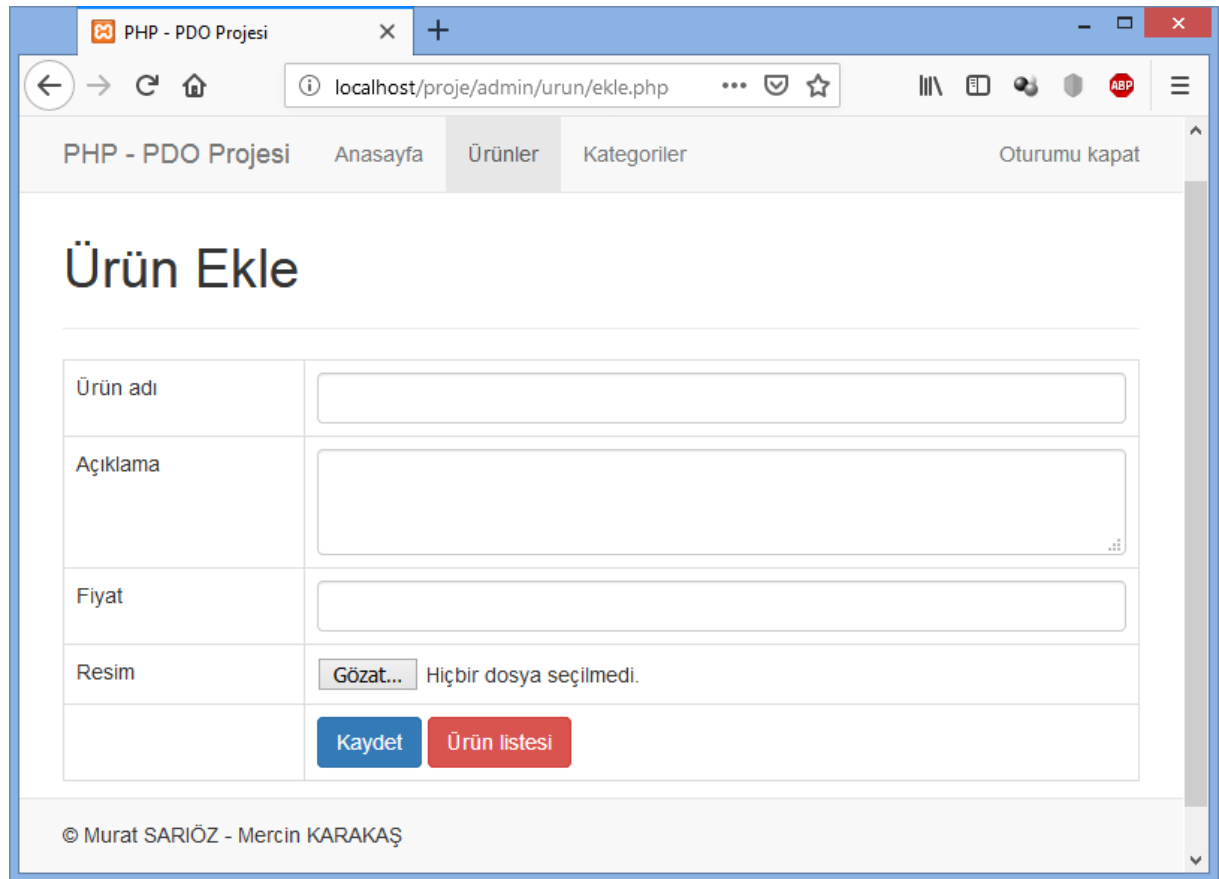 PHP - PDO Projesi
localhost/proje/admin/urun/ekle.php
ABP
PHP - PDO Projesi Anasayfa Ürünler Kategoriler Oturumu kapat
Ürün Ekle
Ürün adı
Açıklama
Fiyat
Resim Gözat... Hiçbir dosya seçilmedi.
Kaydet Ürün listesi
© Murat SARIÖZ - Mercin KARAKAŞ